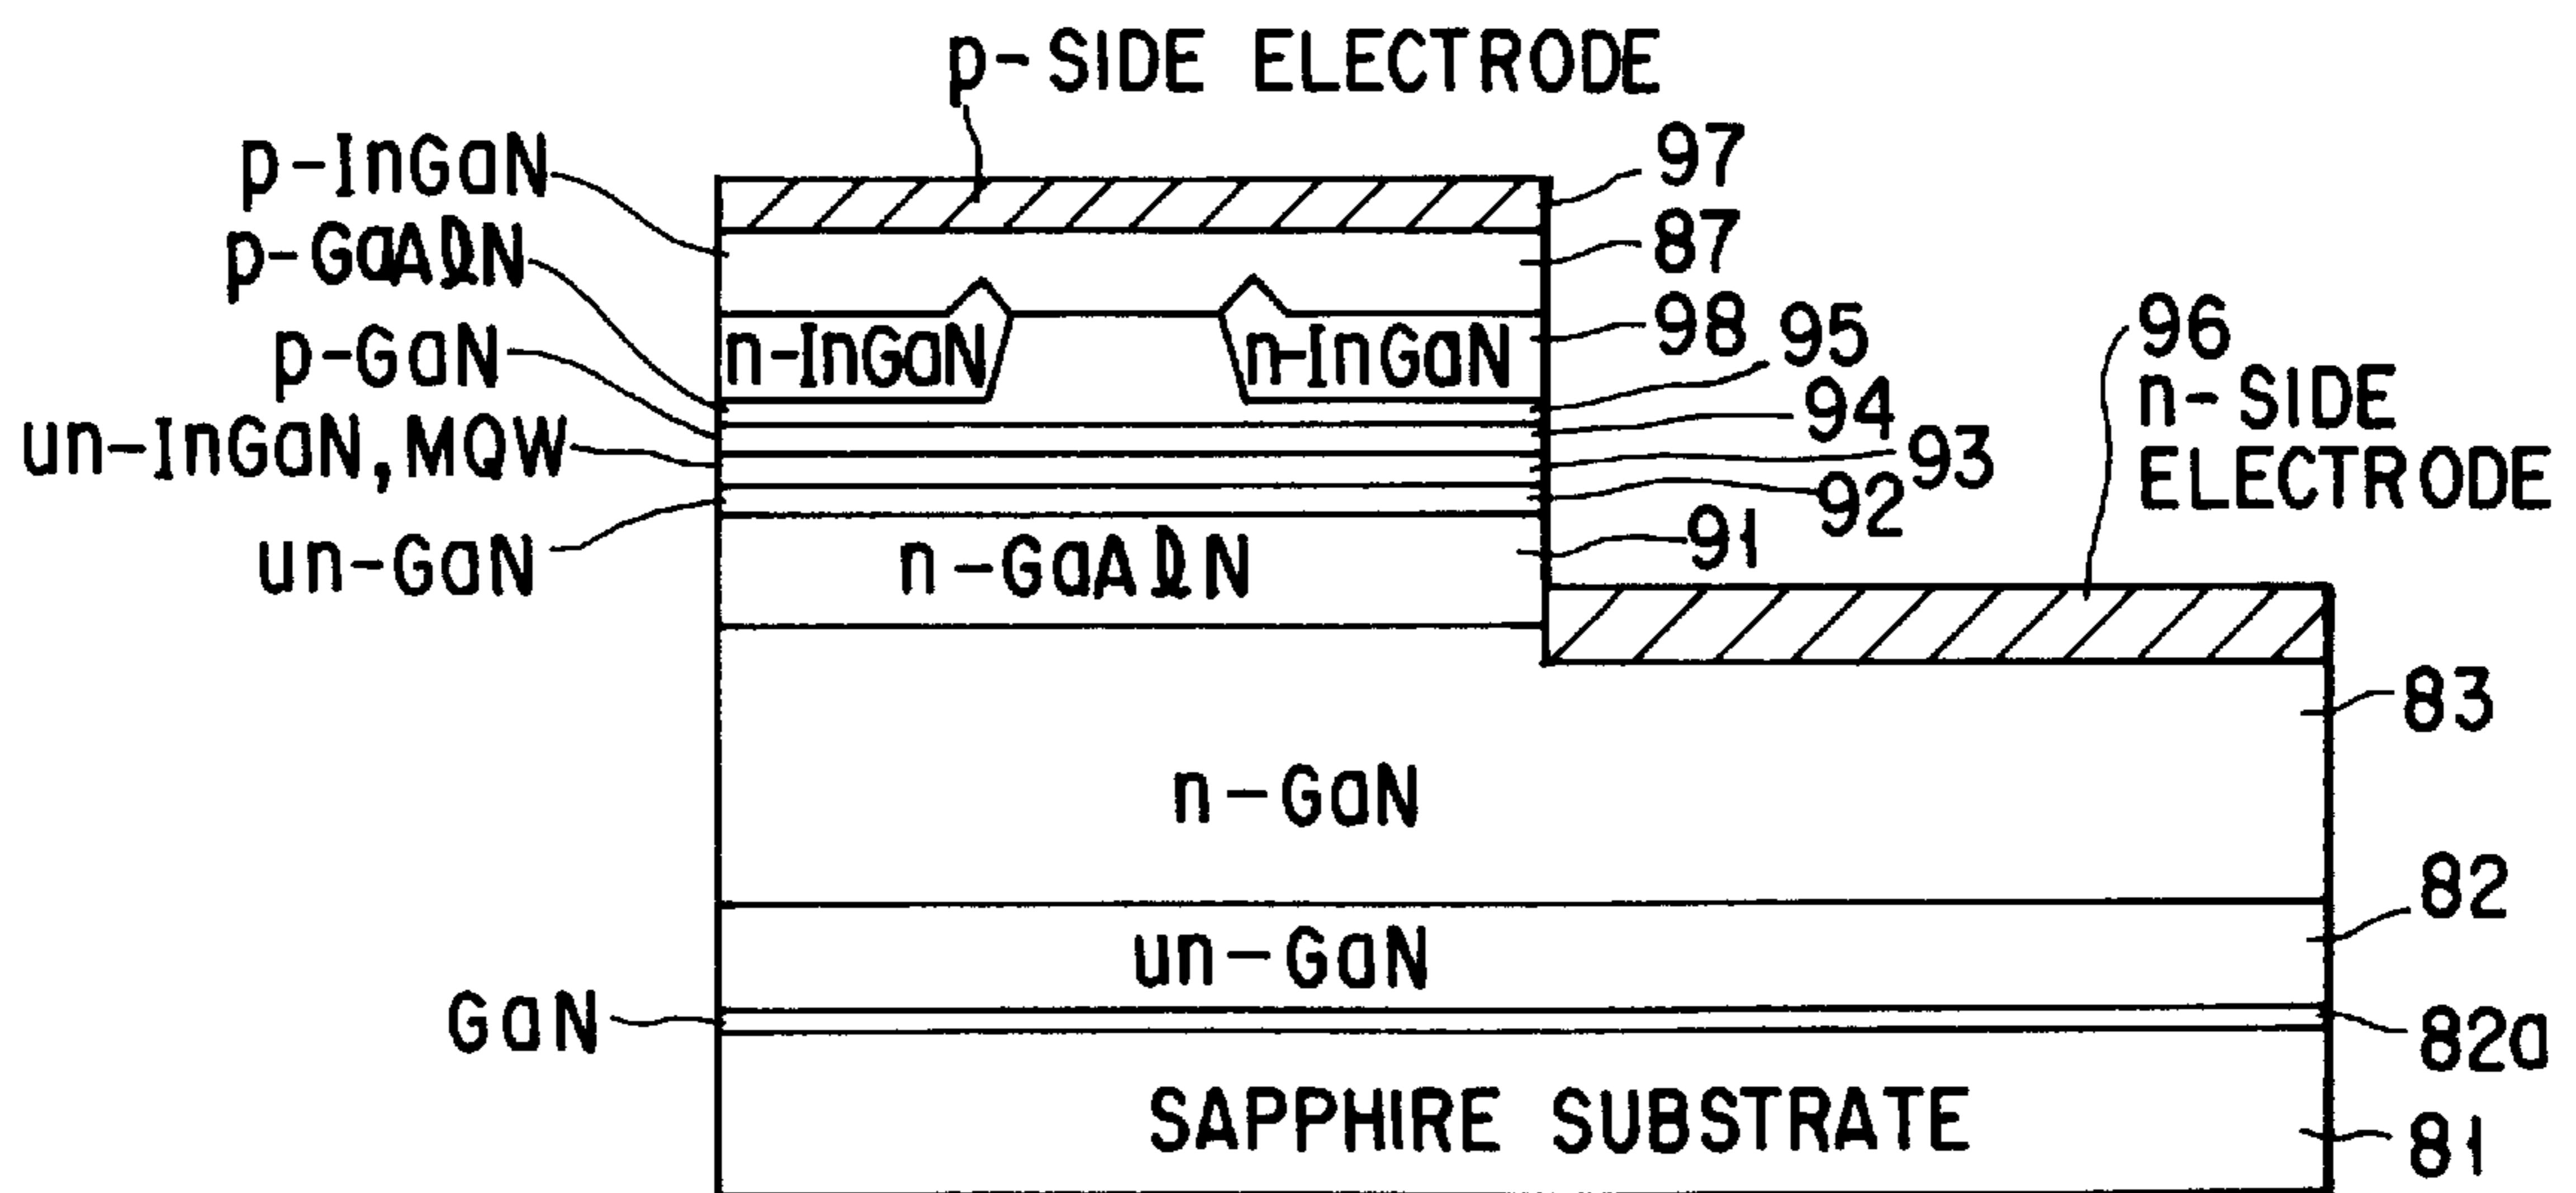 p-SIDE ELECTRODE
p-InGaN
97
p-GaAlN
87
p-GaN
n-InGaN
n-InGaN
98
95
96
n-SIDE
ELECTRODE
un-InGaN,MQW
94
93
92
un-GaN
n-GaAlN
91
83
n-GaN
82
un-GaN
GaN
82a
SAPPHIRE SUBSTRATE
81